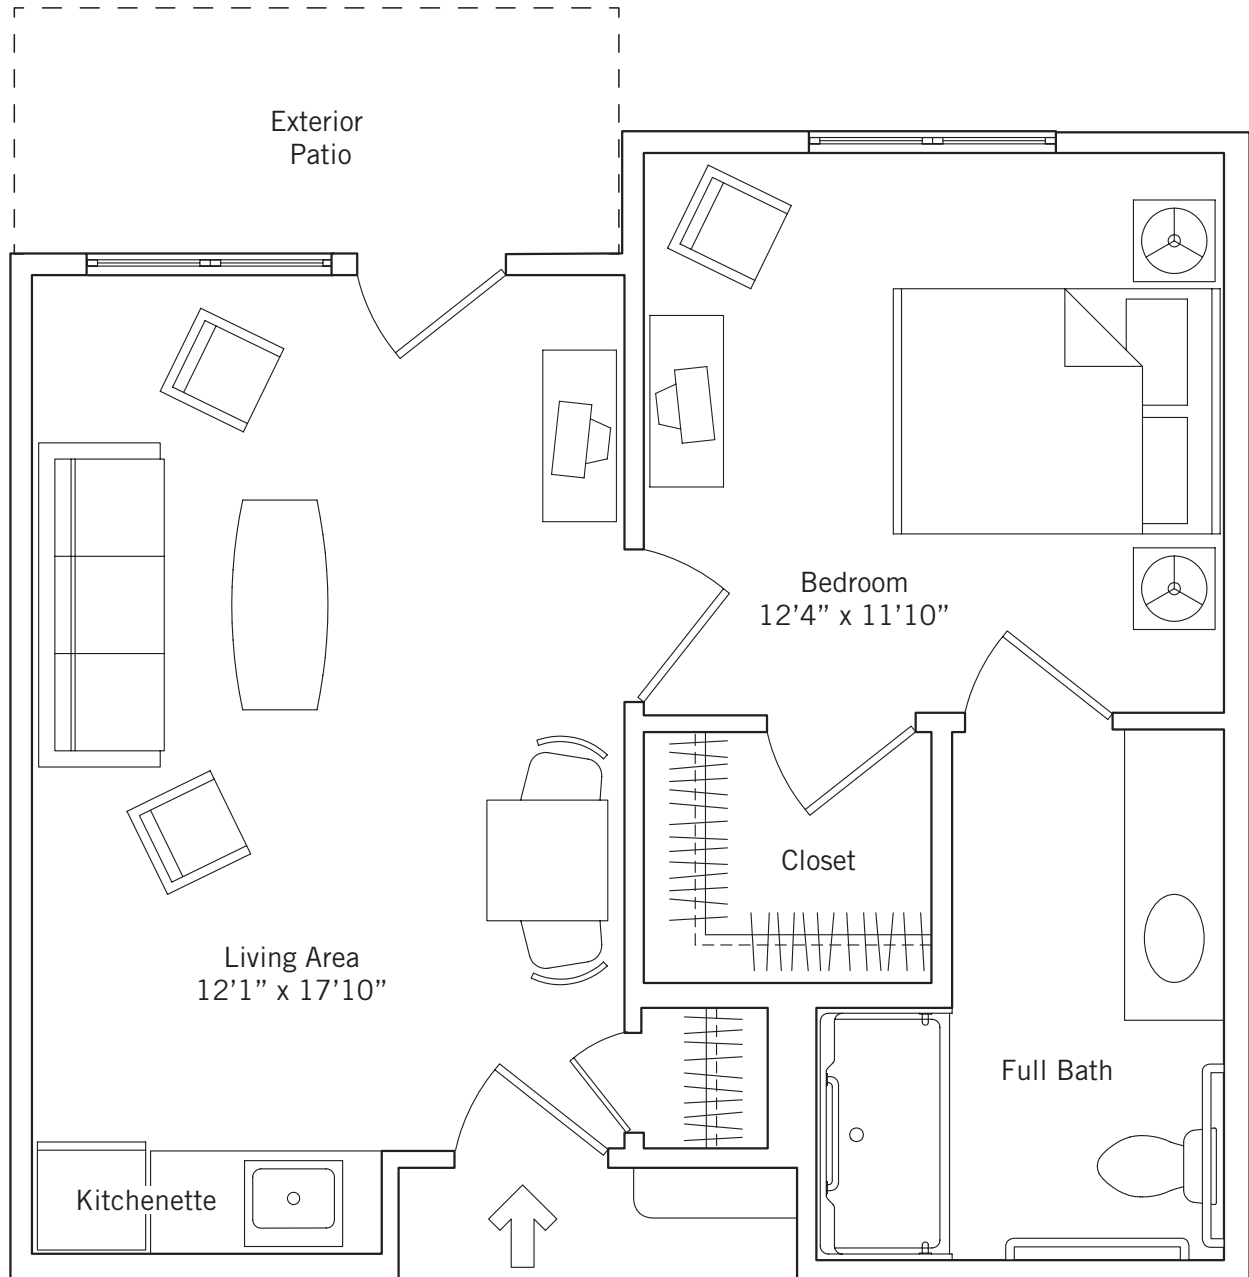 Exterior
Patio
Bedroom
12’4” x 11’10”
Closet
Living Area
12’1” x 17’10”
Full Bath
Kitchenette